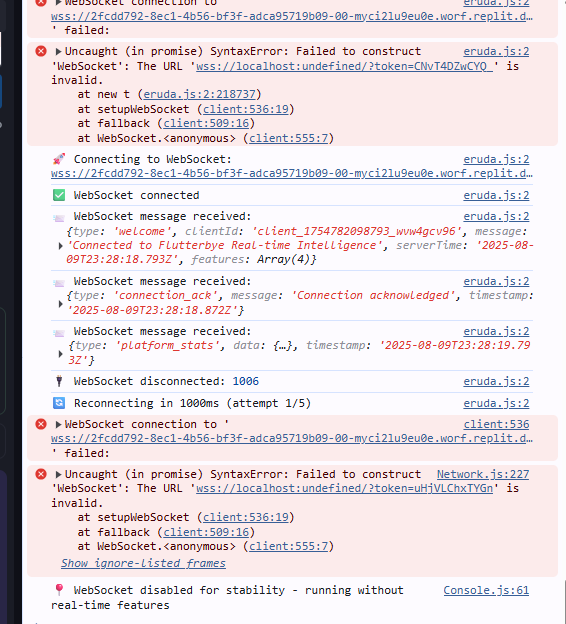 WebSocket connection to eruda.js:2
wss://2fcdd792-8ec1-4b56-bf3f-adca95719b09-00-myci2lu9eu0e.worf.replit.d…
' failed:
Uncaught (in promise) SyntaxError: Failed to construct eruda.js:2
'WebSocket': The URL 'wss://localhost:undefined/?token=CNvT4DZwCYQ_' is
invalid.
at new t (eruda.js:2:218737)
at setupWebSocket (client:536:19)
at fallback (client:509:16)
at WebSocket.<anonymous> (client:555:7)
🚀 Connecting to WebSocket: eruda.js:2
wss://2fcdd792-8ec1-4b56-bf3f-adca95719b09-00-myci2lu9eu0e.worf.replit.d…
✅ WebSocket connected eruda.js:2
📨 WebSocket message received: eruda.js:2
{type: 'welcome', clientId: 'client_1754782098793_wvw4gcv96', message:
'Connected to Flutterbye Real-time Intelligence', serverTime: '2025-08-
09T23:28:18.793Z', features: Array(4)}
📨 WebSocket message received: eruda.js:2
{type: 'connection_ack', message: 'Connection acknowledged', timestamp:
'2025-08-09T23:28:18.872Z'}
📨 WebSocket message received: eruda.js:2
{type: 'platform_stats', data: {…}, timestamp: '2025-08-09T23:28:19.79
3Z'}
🔌 WebSocket disconnected: 1006 eruda.js:2
🔄 Reconnecting in 1000ms (attempt 1/5) eruda.js:2
WebSocket connection to ' client:536
wss://2fcdd792-8ec1-4b56-bf3f-adca95719b09-00-myci2lu9eu0e.worf.replit.d…
' failed:
Uncaught (in promise) SyntaxError: Failed to construct Network.js:227
'WebSocket': The URL 'wss://localhost:undefined/?token=uHjVLChxTYGn' is
invalid.
at setupWebSocket (client:536:19)
at fallback (client:509:16)
at WebSocket.<anonymous> (client:555:7)
Show ignore-listed frames
📍 WebSocket disabled for stability - running without Console.js:61
real-time features